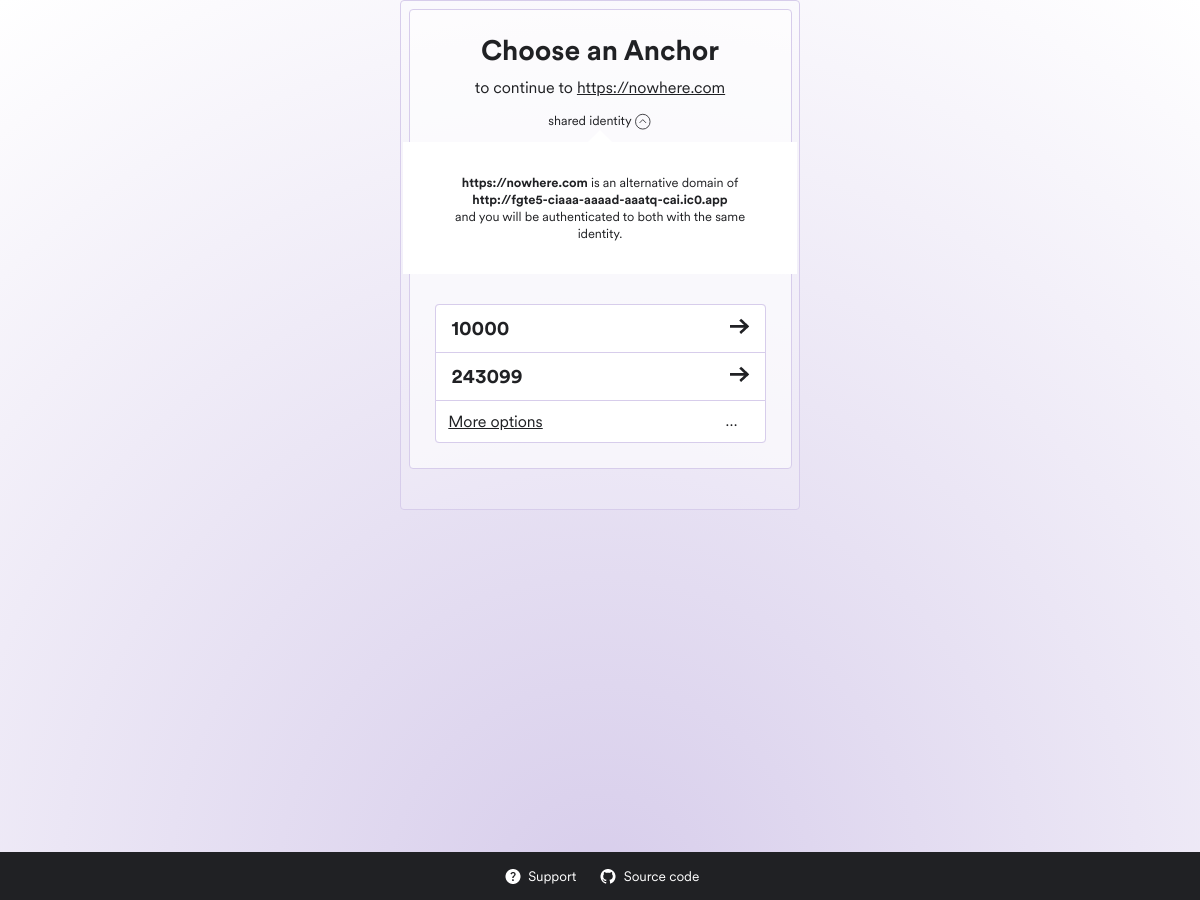 Choose an Anchor
to continue to https://nowhere.com
shared identity
https://nowhere.com is an alternative domain of
http://fgte5-ciaaa-aaaad-aaatq-cai.ic0.app
and you will be authenticated to both with the same
identity.
10000
243099
More options ...
Support Source code